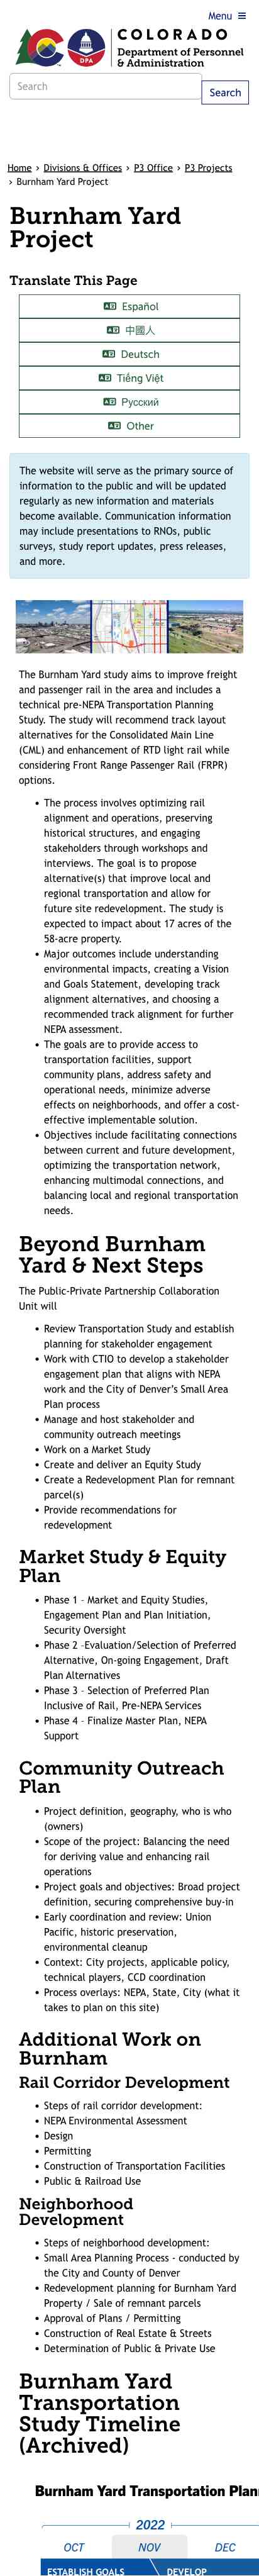 Menu ☰
COLORADO
DPA
Department of Personnel
& Administration
Search
Search
Home › Divisions & Offices › P3 Office › P3 Projects
› Burnham Yard Project
Burnham Yard
Project
Translate This Page
Español
中國人
Deutsch
Tiếng Việt
Русский
Other
The website will serve as the primary source of
information to the public and will be updated
regularly as new information and materials
become available. Communication information
may include presentations to RNOs, public
surveys, study report updates, press releases,
and more.
The Burnham Yard study aims to improve freight
and passenger rail in the area and includes a
technical pre-NEPA Transportation Planning
Study. The study will recommend track layout
alternatives for the Consolidated Main Line
(CML) and enhancement of RTD light rail while
considering Front Range Passenger Rail (FRPR)
options.
• The process involves optimizing rail
alignment and operations, preserving
historical structures, and engaging
stakeholders through workshops and
interviews. The goal is to propose
alternative(s) that improve local and
regional transportation and allow for
future site redevelopment. The study is
expected to impact about 17 acres of the
58-acre property.
• Major outcomes include understanding
environmental impacts, creating a Vision
and Goals Statement, developing track
alignment alternatives, and choosing a
recommended track alignment for further
NEPA assessment.
• The goals are to provide access to
transportation facilities, support
community plans, address safety and
operational needs, minimize adverse
effects on neighborhoods, and offer a cost-
effective implementable solution.
• Objectives include facilitating connections
between current and future development,
optimizing the transportation network,
enhancing multimodal connections, and
balancing local and regional transportation
needs.
Beyond Burnham
Yard & Next Steps
The Public-Private Partnership Collaboration
Unit will
• Review Transportation Study and establish
planning for stakeholder engagement
• Work with CTIO to develop a stakeholder
engagement plan that aligns with NEPA
work and the City of Denver's Small Area
Plan process
• Manage and host stakeholder and
community outreach meetings
• Work on a Market Study
• Create and deliver an Equity Study
• Create a Redevelopment Plan for remnant
parcel(s)
• Provide recommendations for
redevelopment
Market Study & Equity
Plan
• Phase 1 - Market and Equity Studies,
Engagement Plan and Plan Initiation,
Security Oversight
• Phase 2 -Evaluation/Selection of Preferred
Alternative, On-going Engagement, Draft
Plan Alternatives
• Phase 3 - Selection of Preferred Plan
Inclusive of Rail, Pre-NEPA Services
• Phase 4 - Finalize Master Plan, NEPA
Support
Community Outreach
Plan
• Project definition, geography, who is who
(owners)
• Scope of the project: Balancing the need
for deriving value and enhancing rail
operations
• Project goals and objectives: Broad project
definition, securing comprehensive buy-in
• Early coordination and review: Union
Pacific, historic preservation,
environmental cleanup
• Context: City projects, applicable policy,
technical players, CCD coordination
• Process overlays: NEPA, State, City (what it
takes to plan on this site)
Additional Work on
Burnham
Rail Corridor Development
• Steps of rail corridor development:
• NEPA Environmental Assessment
• Design
• Permitting
• Construction of Transportation Facilities
• Public & Railroad Use
Neighborhood
Development
• Steps of neighborhood development:
• Small Area Planning Process - conducted by
the City and County of Denver
• Redevelopment planning for Burnham Yard
Property / Sale of remnant parcels
• Approval of Plans / Permitting
• Construction of Real Estate & Streets
• Determination of Public & Private Use
Burnham Yard
Transportation
Study Timeline
(Archived)
Burnham Yard Transportation Plan
2022
OCT NOV DEC
ESTABLISH GOALS DEVELOP